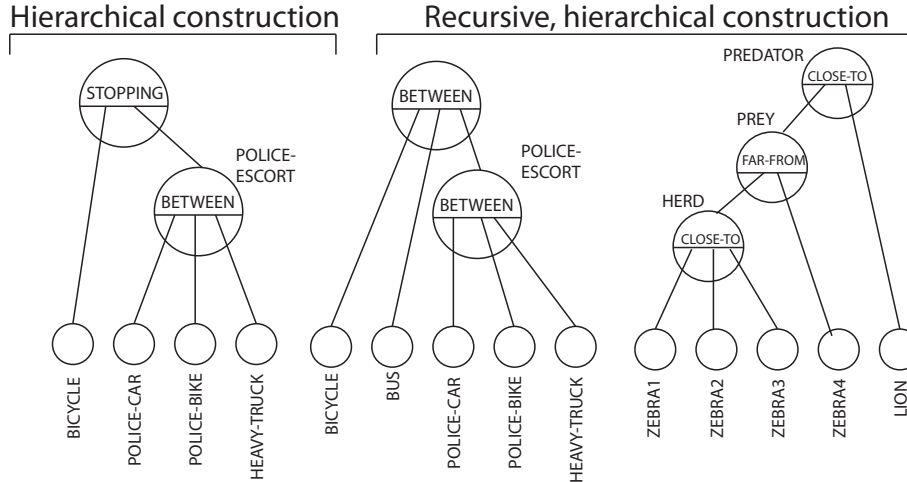 Hierarchical construction
Recursive, hierarchical construction
STOPPING
POLICE-
ESCORT
BETWEEN
BICYCLE
POLICE-CAR
POLICE-BIKE
HEAVY-TRUCK
BETWEEN
POLICE-
ESCORT
BETWEEN
BICYCLE
BUS
POLICE-CAR
POLICE-BIKE
HEAVY-TRUCK
PREDATOR
CLOSE-TO
PREY
FAR-FROM
HERD
CLOSE-TO
ZEBRA1
ZEBRA2
ZEBRA3
ZEBRA4
LION